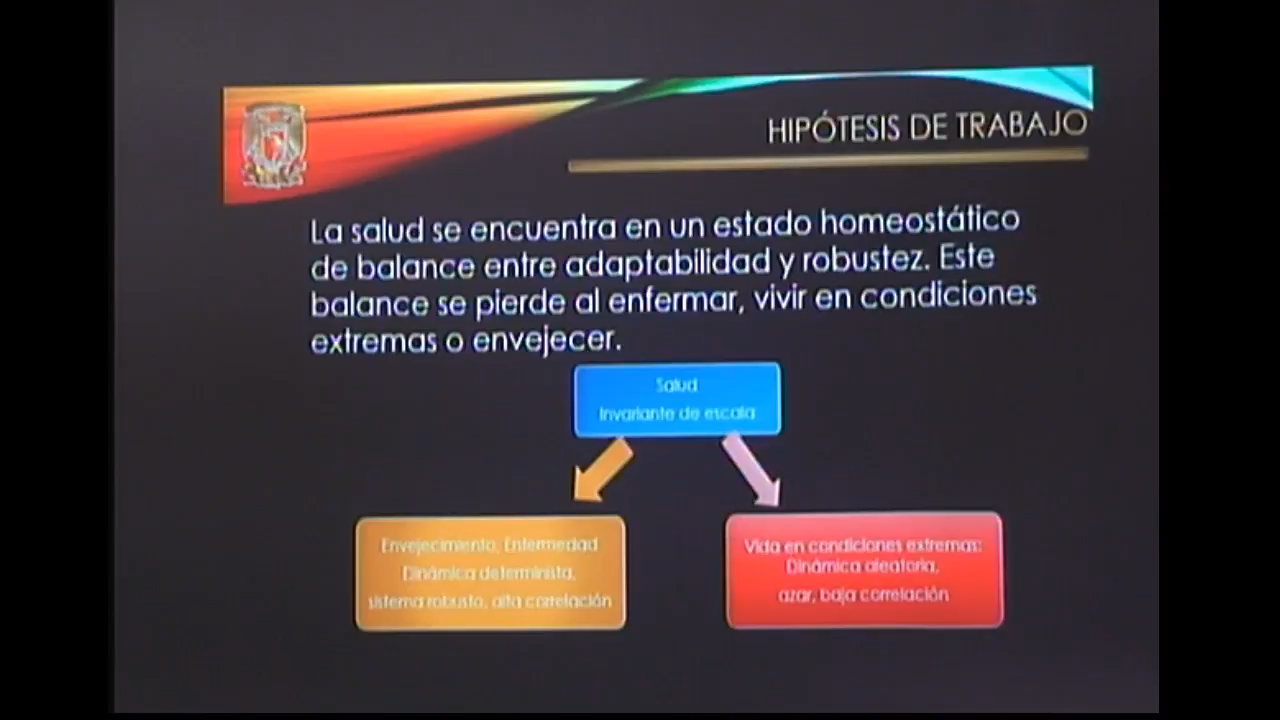 HIPÓTESIS DE TRABAJO
La salud se encuentra en un estado homeostático
de balance entre adaptabilidad y robustez. Este
balance se pierde al enfermar, vivir en condiciones
extremas o envejecer.
Salud
Invariante de escala
Envejecimiento, Enfermedad
Dinámica determinista,
sistema robusto, alta correlación
Vida en condiciones extremas:
Dinámica aleatoria,
azar, baja correlación